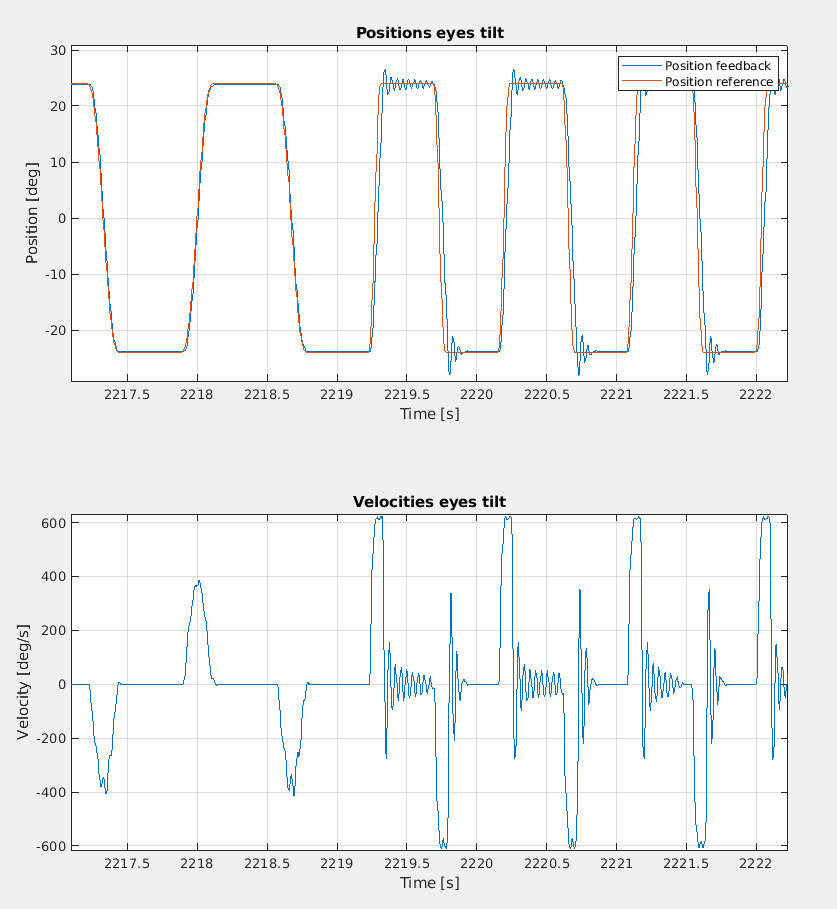 Positions eyes tilt
30
20
10
0
-10
-20
Position [deg]
Position feedback
Position reference
2217.5 2218 2218.5 2219 2219.5 2220 2220.5 2221 2221.5 2222
Time [s]
Velocities eyes tilt
600
400
200
0
-200
-400
-600
Velocity [deg/s]
2217.5 2218 2218.5 2219 2219.5 2220 2220.5 2221 2221.5 2222
Time [s]